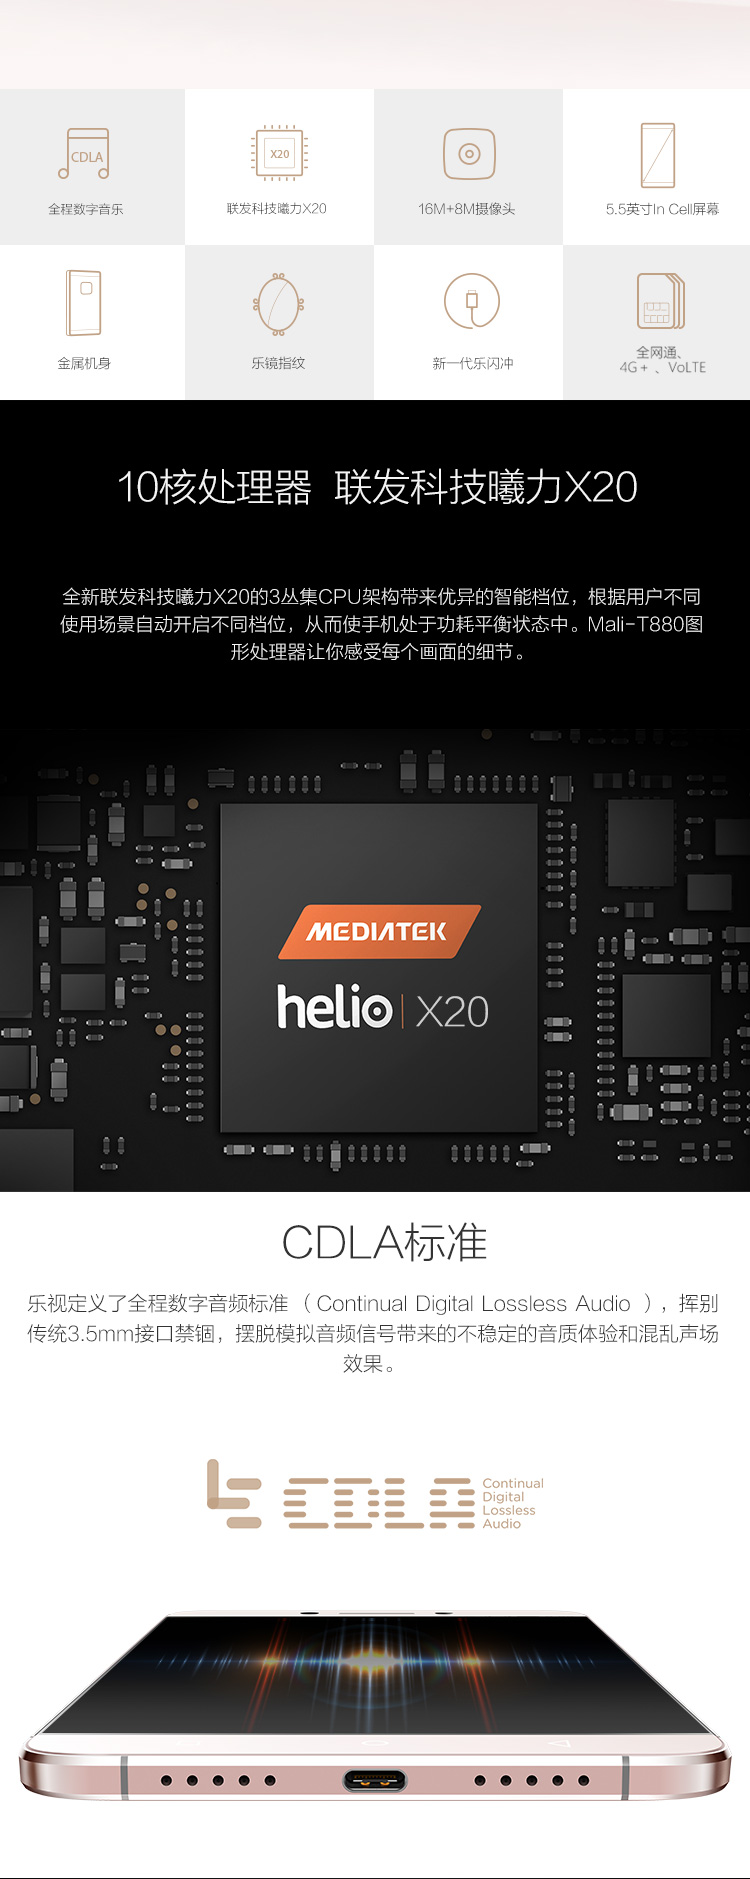 CDLA
X20
全程数字音乐
联发科技曦力X20
16M+8M摄像头
5.5英寸In Cell屏幕
金属机身
乐镜指纹
新一代乐闪冲
全网通、
4G+ 、VoLTE
10核处理器 联发科技曦力X20
全新联发科技曦力X20的3丛集CPU架构带来优异的智能档位，根据用户不同
使用场景自动开启不同档位，从而使手机处于功耗平衡状态中。Mali-T880图
形处理器让你感受每个画面的细节。
MEDIATEK
helio X20
CDLA标准
乐视定义了全程数字音频标准 （ Continual Digital Lossless Audio ），挥别
传统3.5mm接口禁锢，摆脱模拟音频信号带来的不稳定的音质体验和混乱声场
效果。
CDLA
Continual
Digital
Lossless
Audio